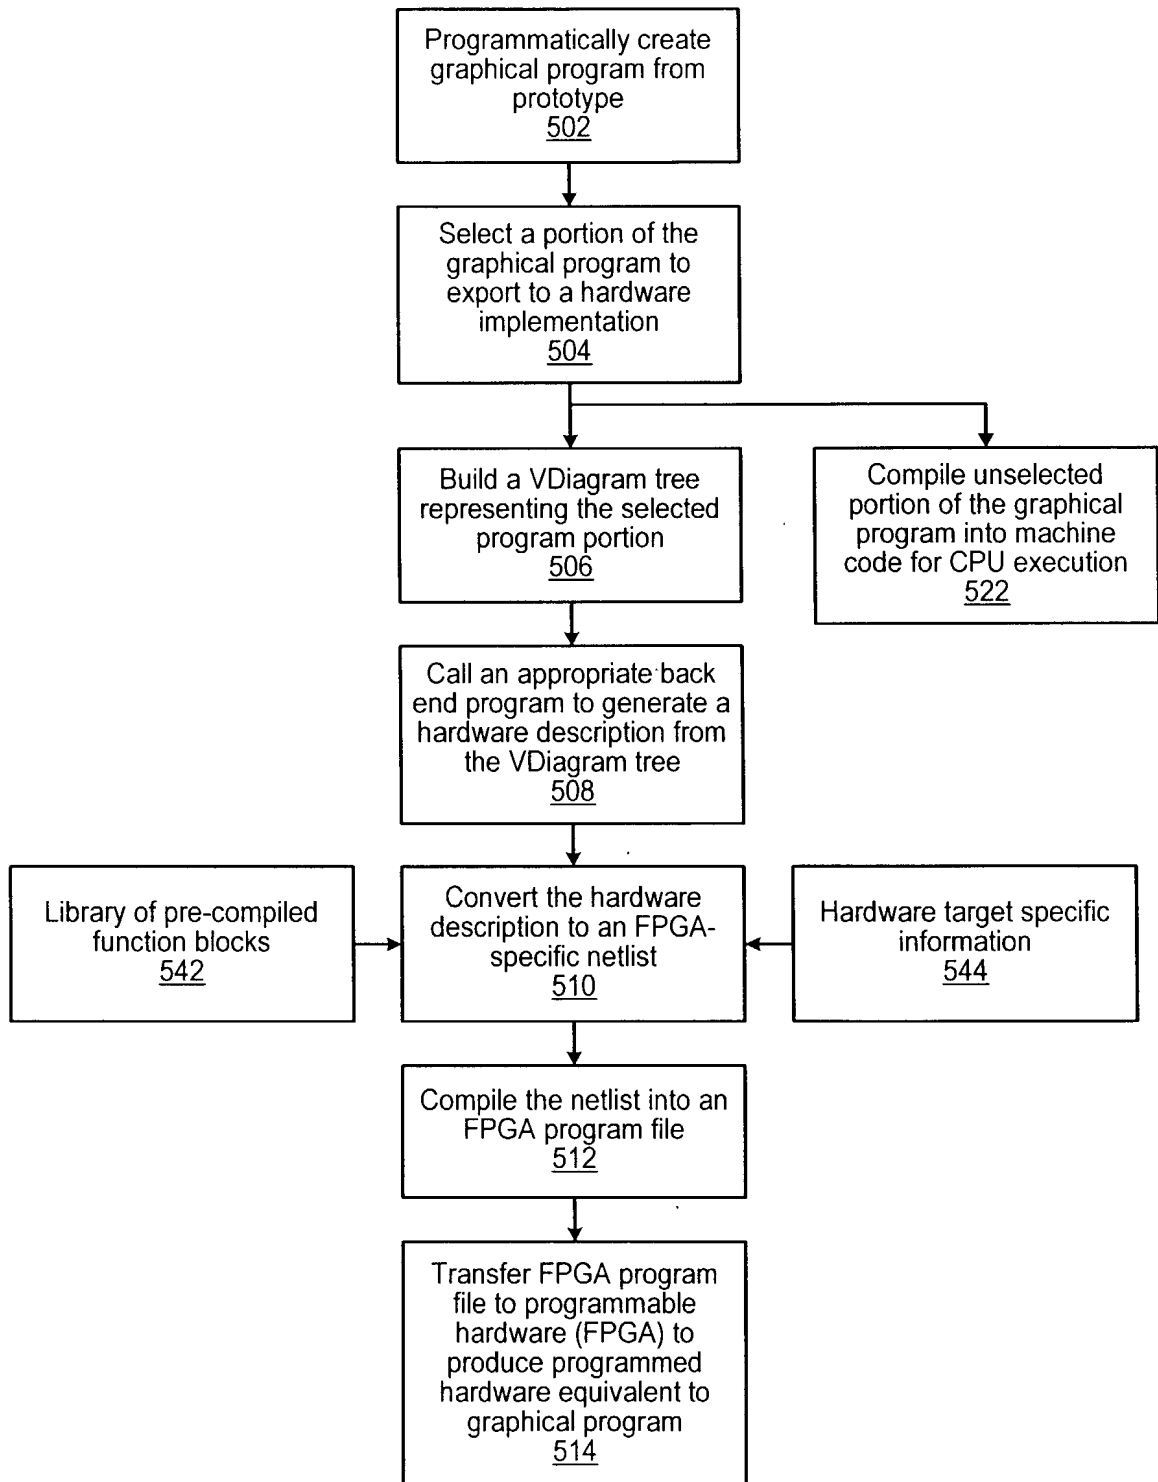 Programmatically create
graphical program from
prototype
502
Select a portion of the
graphical program to
export to a hardware
implementation
504
Build a VDiagram tree
representing the selected
program portion
506
Compile unselected
portion of the graphical
program into machine
code for CPU execution
522
Call an appropriate back
end program to generate a
hardware description from
the VDiagram tree
508
Library of pre-compiled
function blocks
542
Convert the hardware
description to an FPGA-
specific netlist
510
Hardware target specific
information
544
Compile the netlist into an
FPGA program file
512
Transfer FPGA program
file to programmable
hardware (FPGA) to
produce programmed
hardware equivalent to
graphical program
514